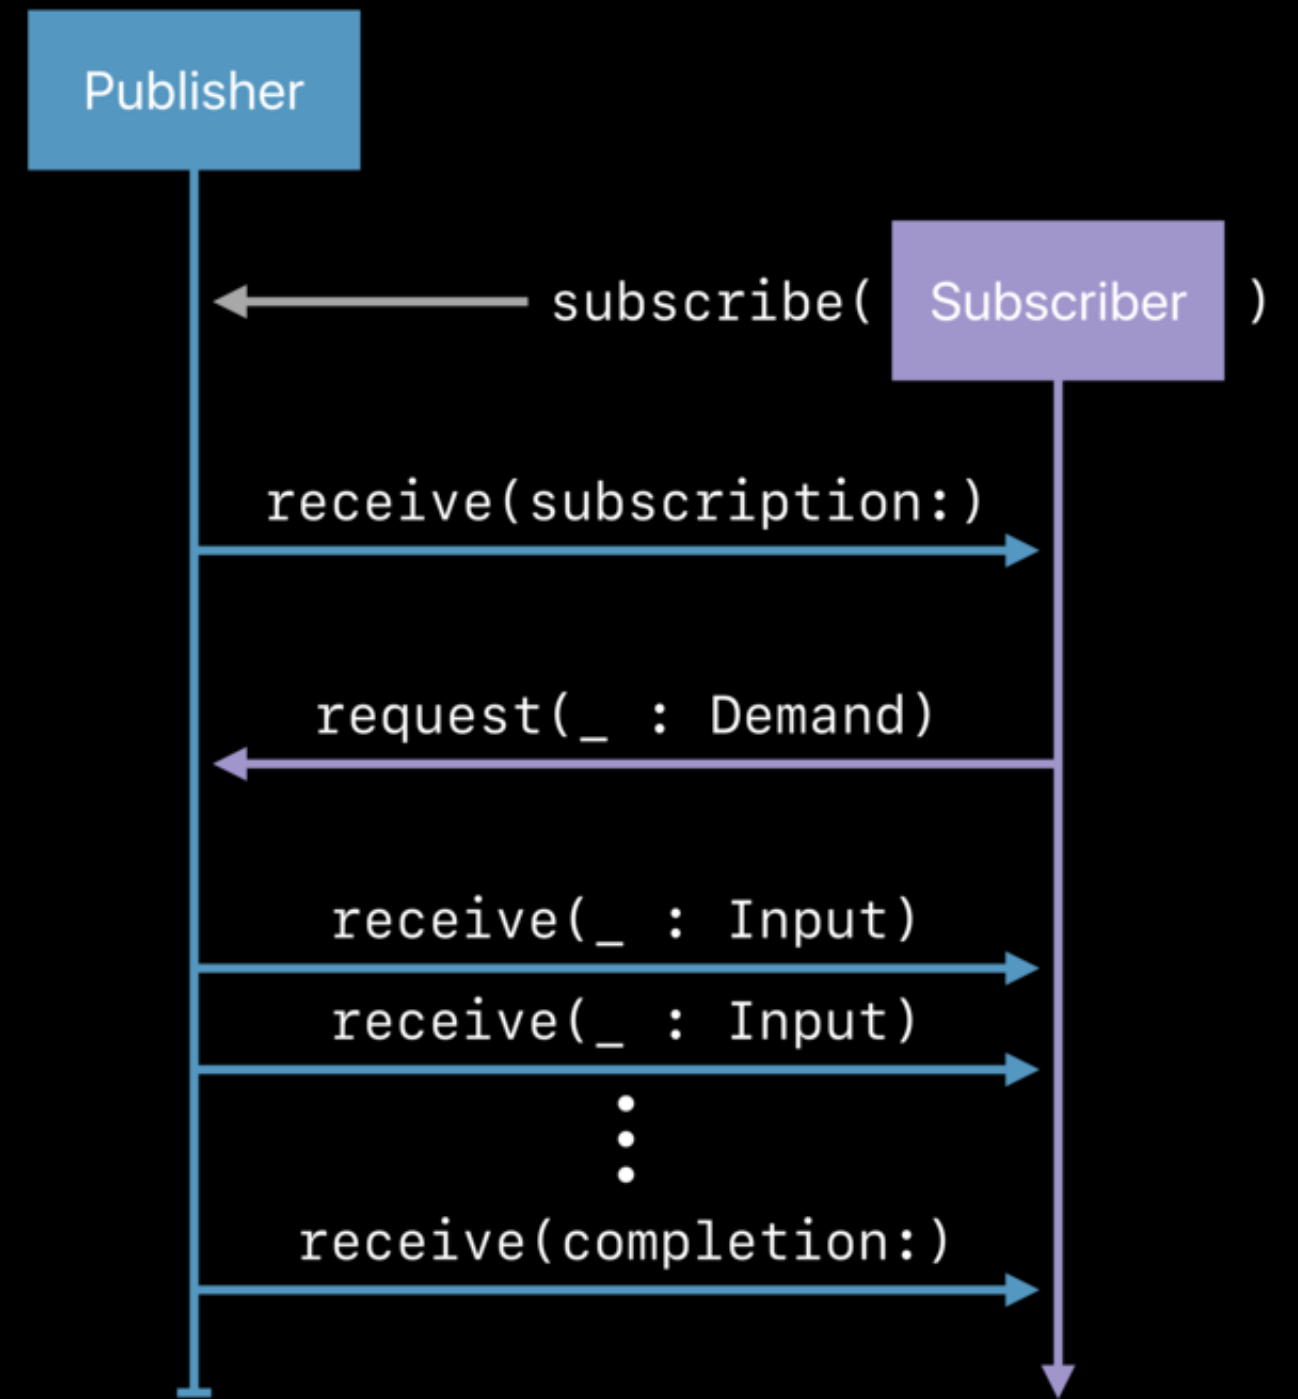 Publisher
subscribe( Subscriber )
receive(subscription:)
request(_ : Demand)
receive(_ : Input)
receive(_ : Input)
receive(completion:)